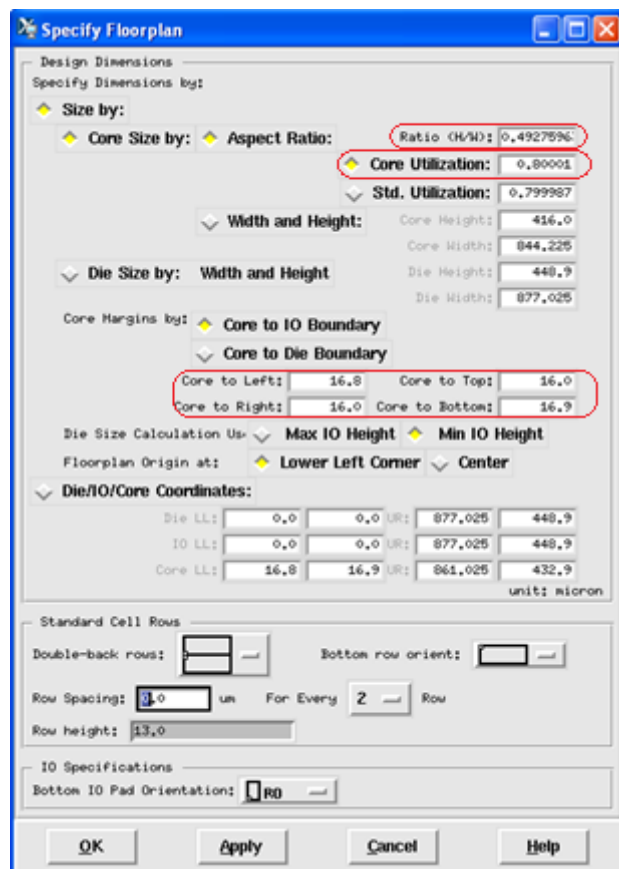 Specify Floorplan
Design Dimensions
Specify Dimensions by:
Size by:
Core Size by: Aspect Ratio: Ratio (H/W): 0.4927596
Core Utilization: 0.80001
Std. Utilization: 0.799987
Width and Height: Core Height: 416.0
Core Width: 844.225
Die Size by: Width and Height Die Height: 448.9
Die Width: 877.025
Core Margins by: Core to IO Boundary
Core to Die Boundary
Core to Left: 16.8 Core to Top: 16.0
Core to Right: 16.0 Core to Bottom: 16.9
Die Size Calculation Us Max IO Height Min IO Height
Floorplan Origin at: Lower Left Corner Center
Die/IO/Core Coordinates:
Die LL: 0.0 0.0 UR: 877.025 448.9
IO LL: 0.0 0.0 UR: 877.025 448.9
Core LL: 16.8 16.9 UR: 861.025 432.9
unit: micron
Standard Cell Rows
Double-back rows: Bottom row orient:
Row Spacing: 0.0 um For Every 2 Row
Row height: 13.0
IO Specifications
Bottom IO Pad Orientation: R0
OK Apply Cancel Help